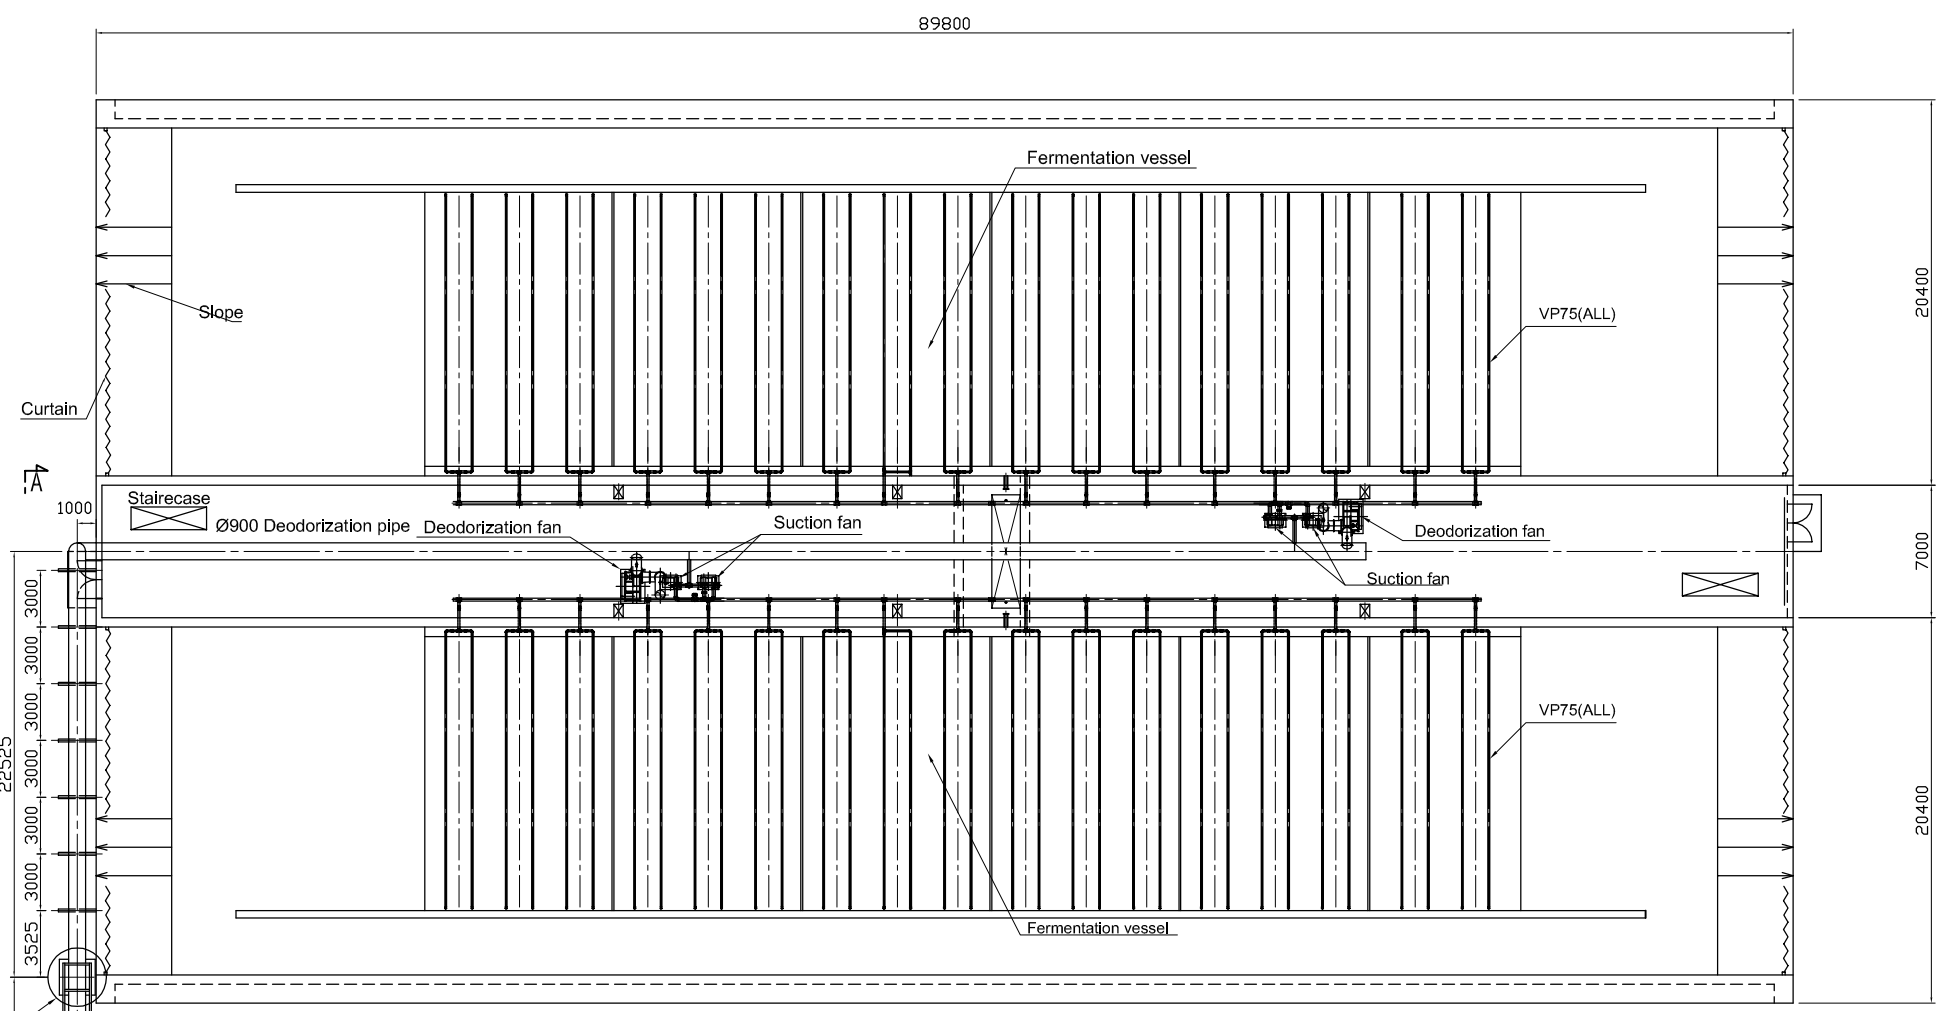 89800
Fermentation vessel
20400
Slope
VP75(ALL)
Curtain
A
Stairecase
1000
Ø900 Deodorization pipe
Deodorization fan
Suction fan
Deodorization fan
7000
Suction fan
3000
3000
VP75(ALL)
3000
22525
3000
3000
20400
3000
Fermentation vessel
3525